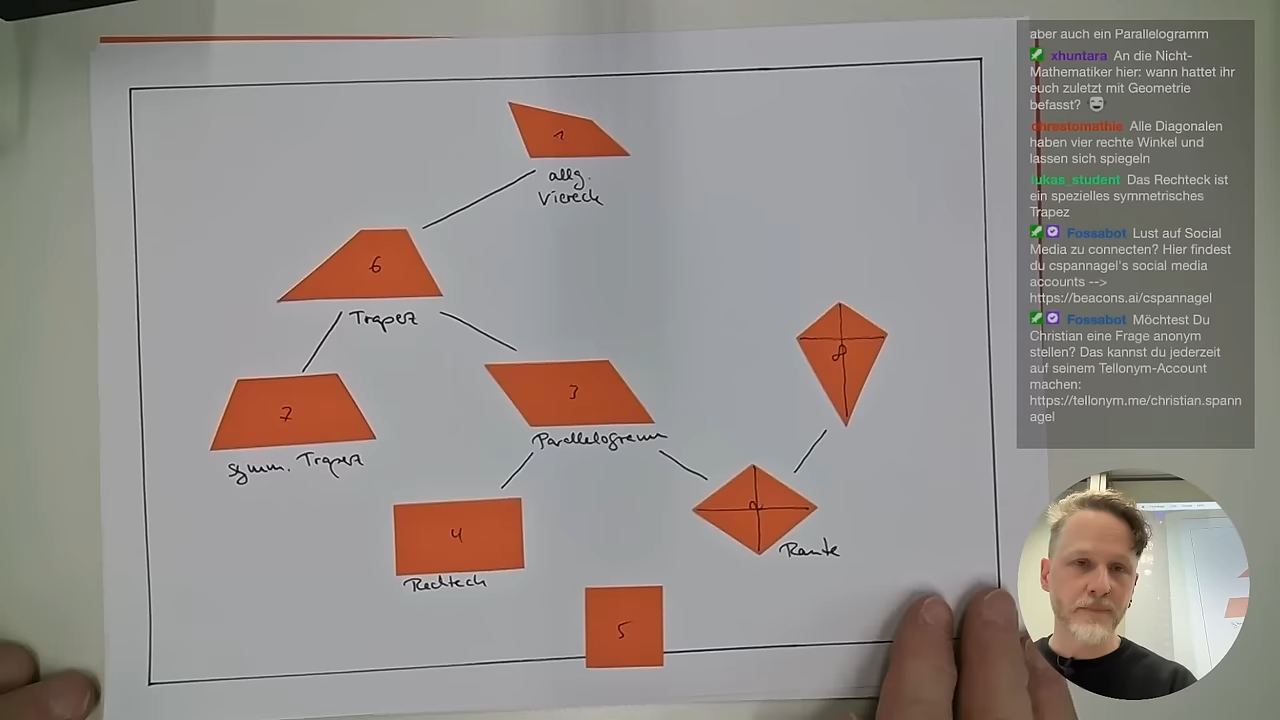 1
allg.
Viereck
6
Trapez
7
symm. Trapez
3
Parallelogramm
8
4
Rechteck
2
Raute
5
aber auch ein Parallelogramm
xhuntara An die Nicht-
Mathematiker hier: wann hattet ihr
euch zuletzt mit Geometrie
befasst?
chrestomathie Alle Diagonalen
haben vier rechte Winkel und
lassen sich spiegeln
lukas_student Das Rechteck ist
ein spezielles symmetrisches
Trapez
Fossabot Lust auf Social
Media zu connecten? Hier findest
du cspannagel's social media
accounts -->
https://beacons.ai/cspannagel
Fossabot Möchtest Du
Christian eine Frage anonym
stellen? Das kannst du jederzeit
auf seinem Tellonym-Account
machen:
https://tellonym.me/christian.spann
agel